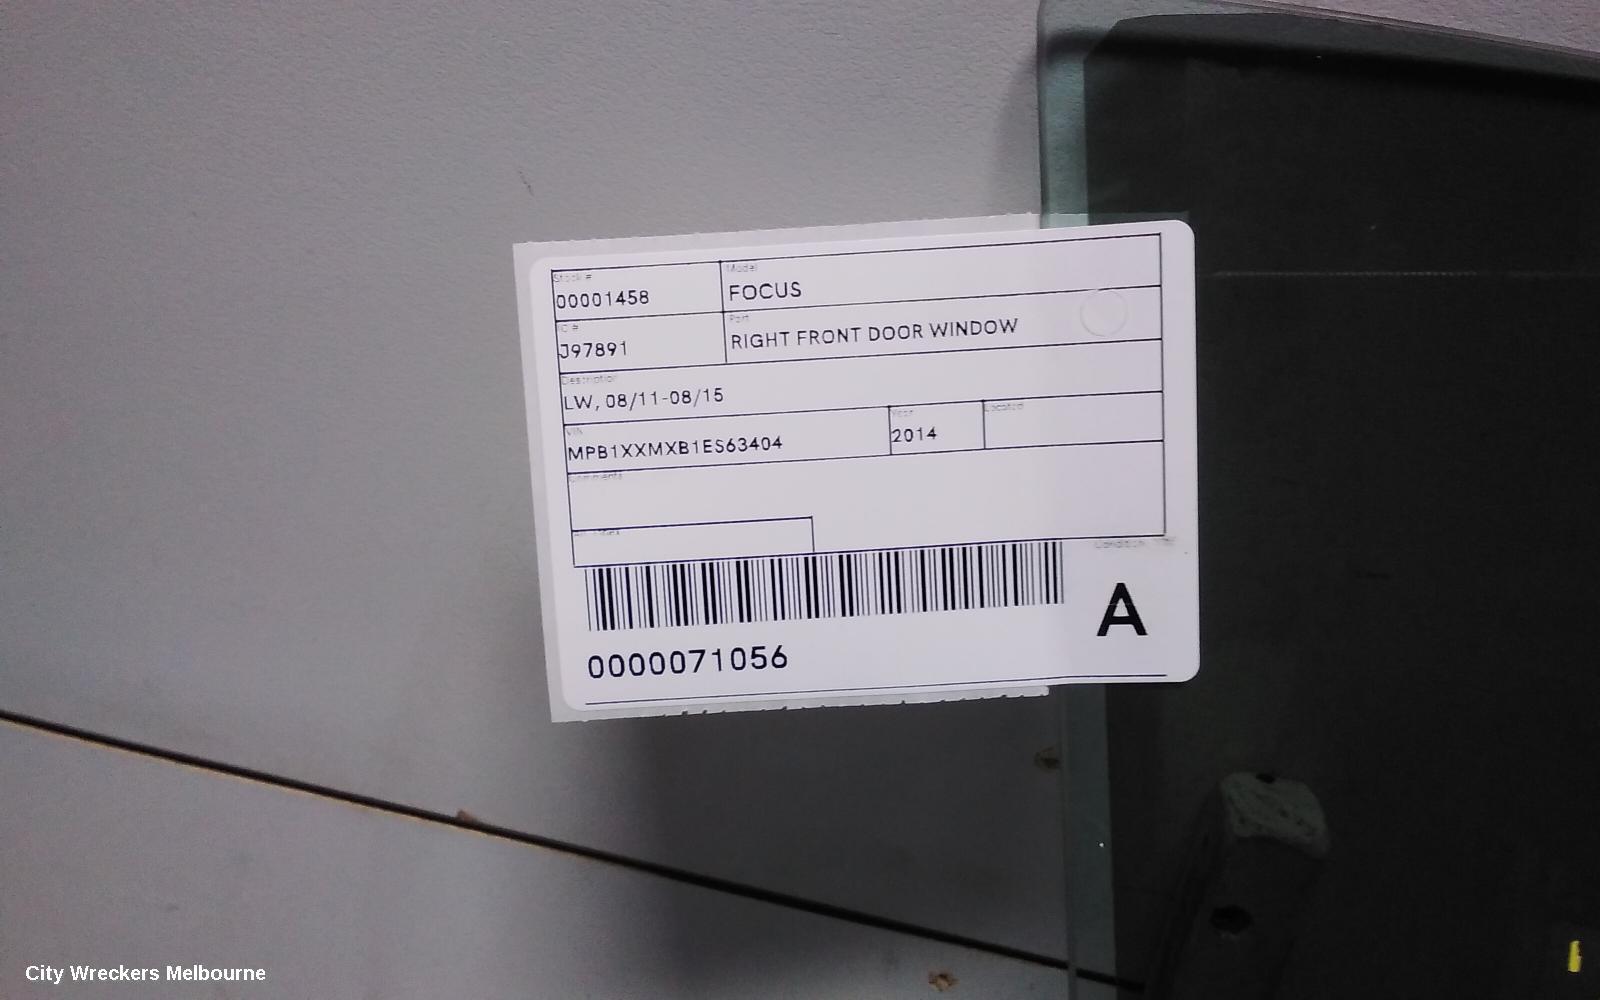 Stock #
00001458
Model
FOCUS
IC #
J97891
Part
RIGHT FRONT DOOR WINDOW
Description
LW, 08/11-08/15
VIN
MPB1XXMXB1ES63404
Year
2014
Located
Comments
Condition
A
0000071056
City Wreckers Melbourne